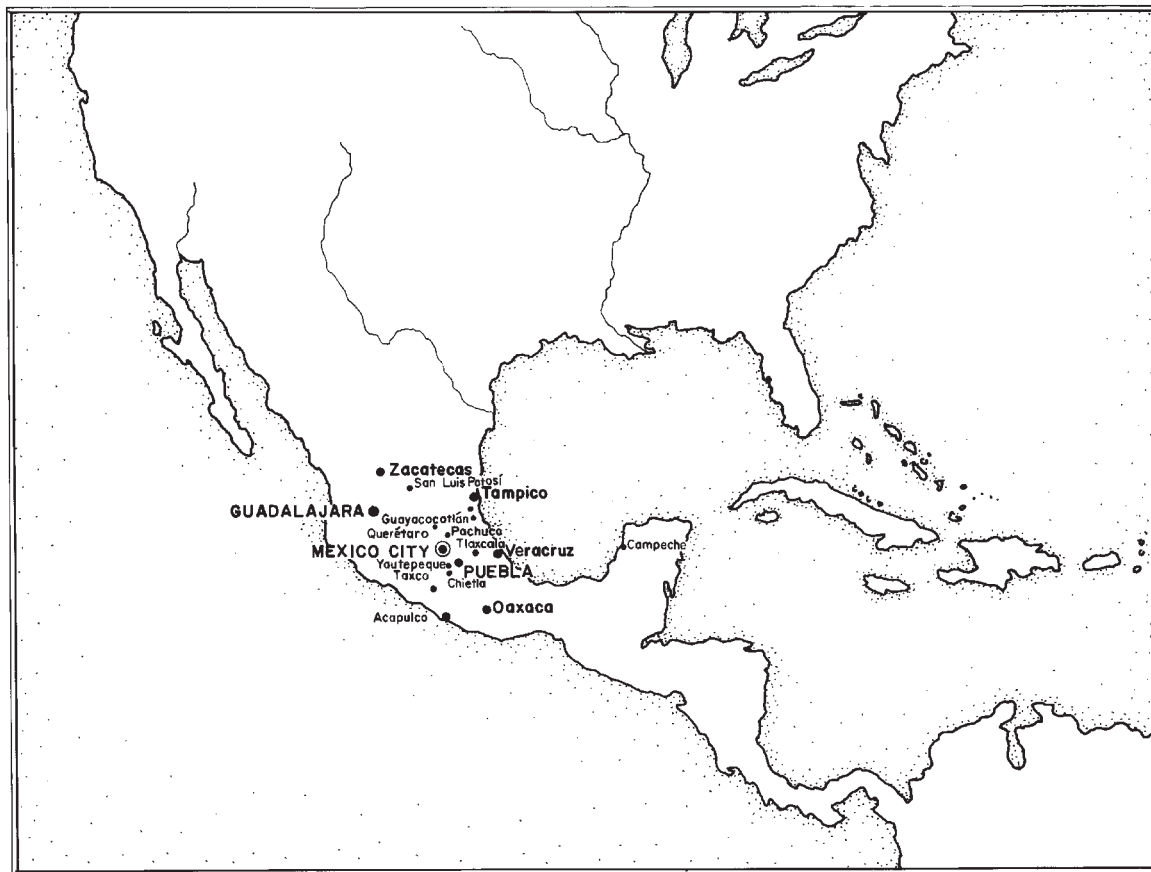 Zacatecas
San Luis Potosí
Tampico
GUADALAJARA
Guayacocotlán
Querétaro
Pachuca
Tlaxcala
MEXICO CITY
Veracruz
Campeche
Yautepeque
PUEBLA
Taxco
Chietla
Oaxaca
Acapulco